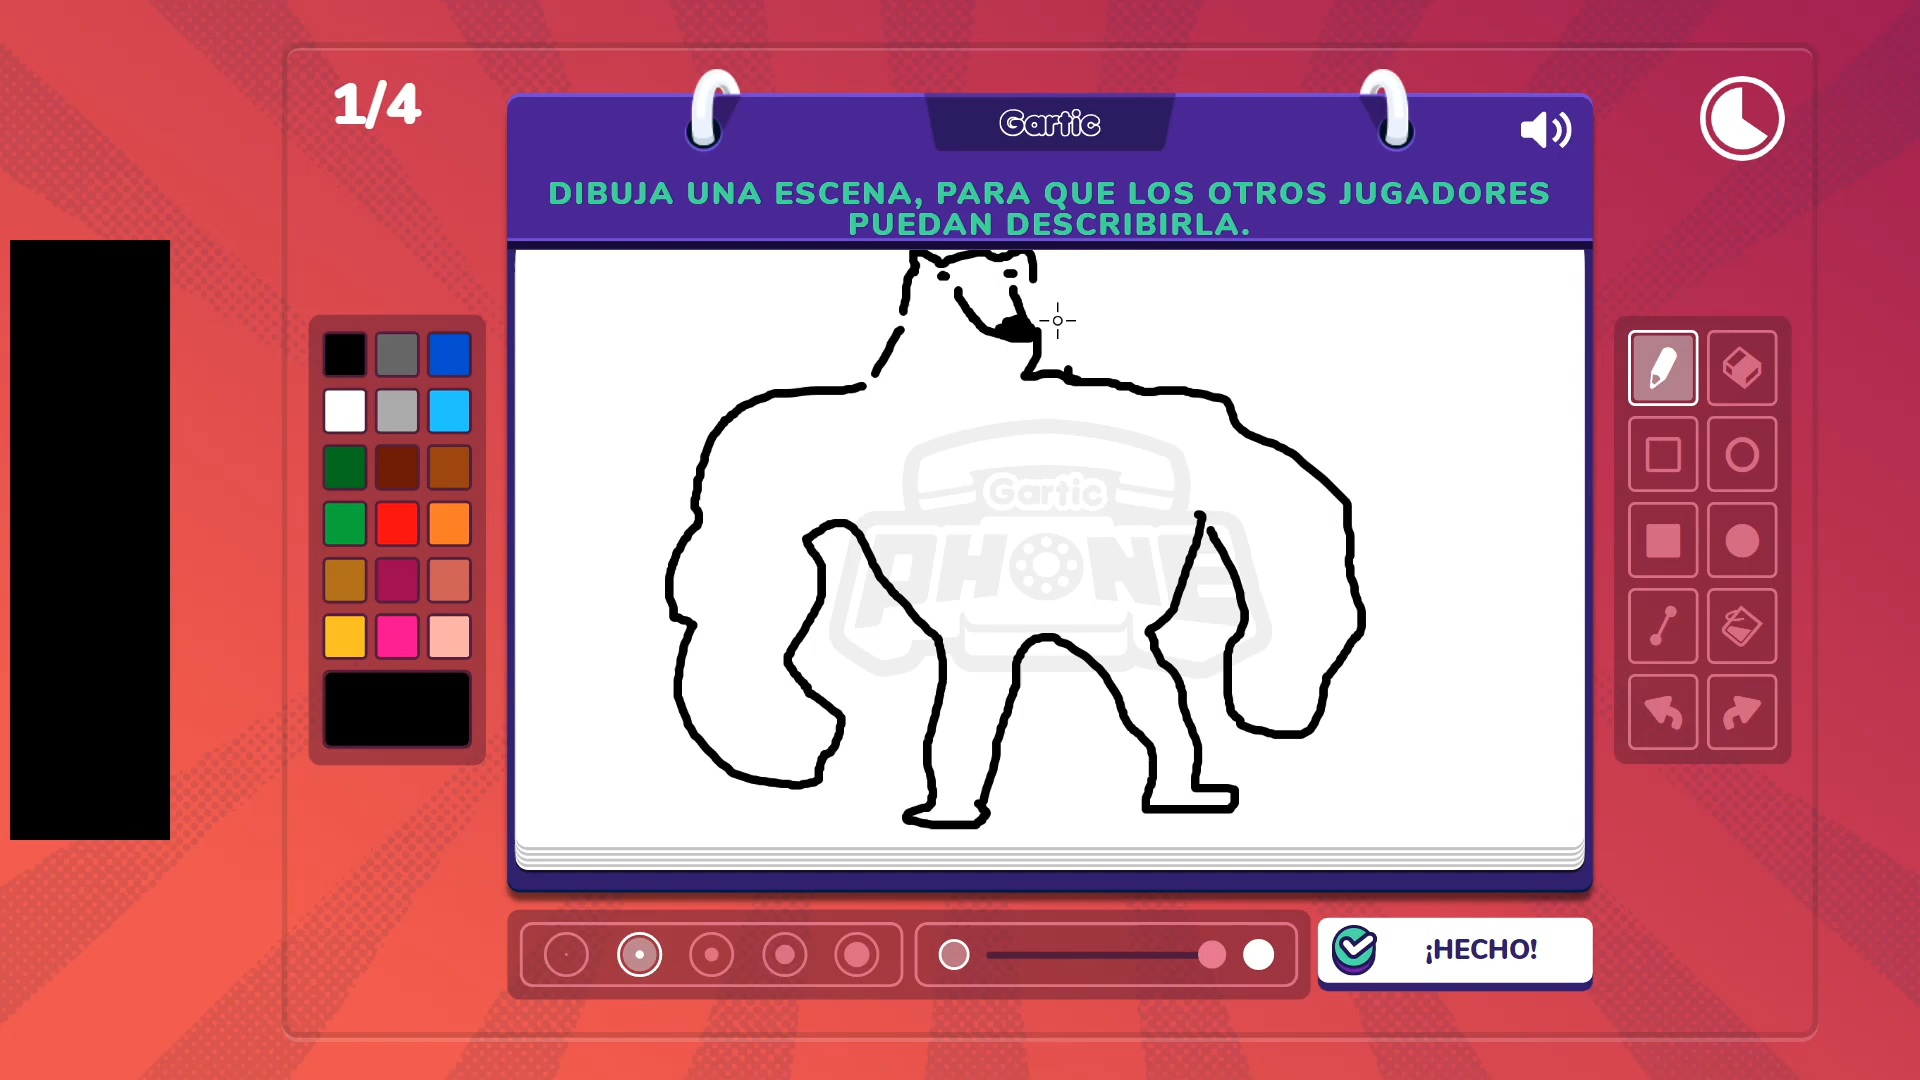 1/4
Gartic
DIBUJA UNA ESCENA, PARA QUE LOS OTROS JUGADORES
PUEDAN DESCRIBIRLA.
Gartic
PHONE
¡HECHO!